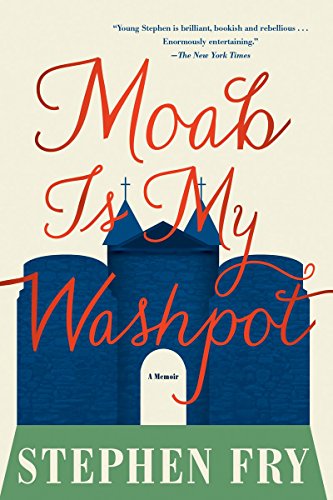 “Young Stephen is brilliant, bookish and rebellious . . .
Enormously entertaining.”
—The New York Times
Moab
Is My
Washpot
A Memoir
STEPHEN FRY